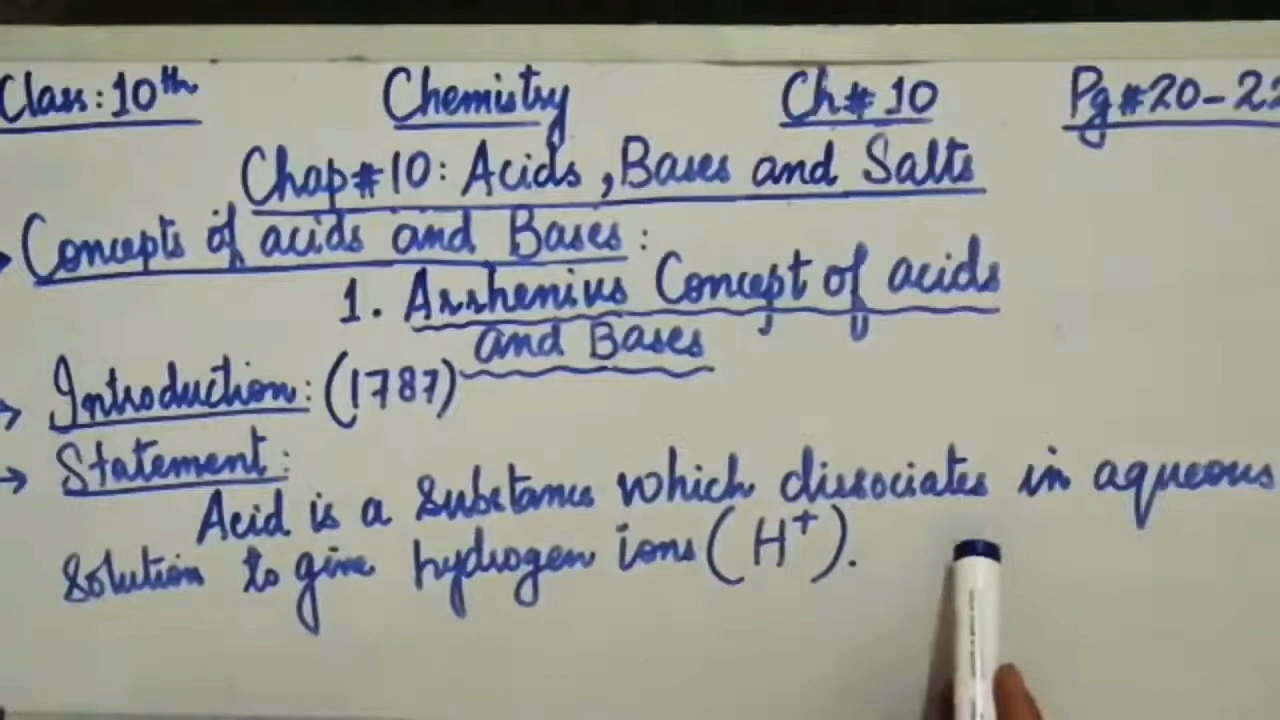 Class: 10th Chemistry Ch# 10 Pg#20-22
Chap#10: Acids, Bases and Salts
Concepts of acids and Bases:
1. Arrhenius Concept of acids
and Bases
→ Introduction: (1787)
→ Statement:
Acid is a substance which dissociates in aqueous
solution to give hydrogen ions (H⁺).